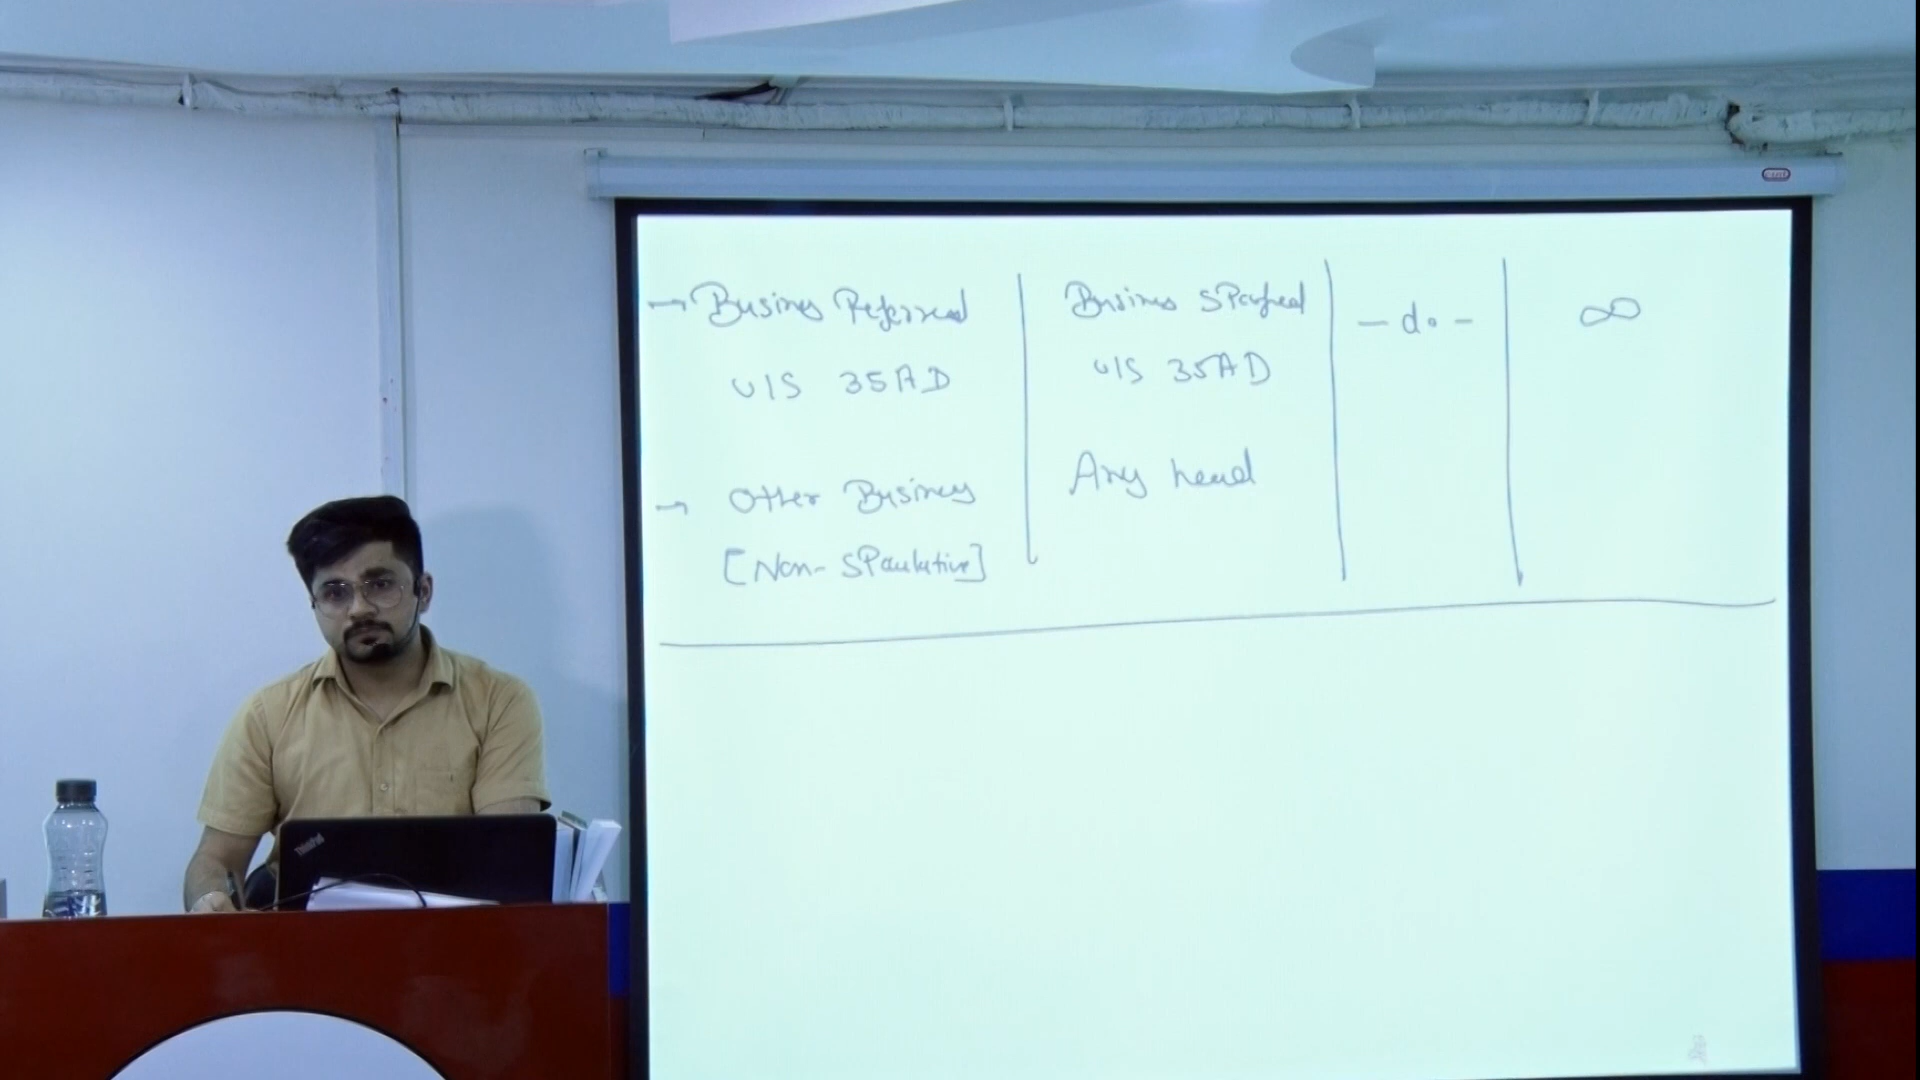 → Business Referred
u/s 35AD
Business Specified
u/s 35AD
- do -
∞
→ Other Business
[Non- Speculative]
Any head
ThinkPad